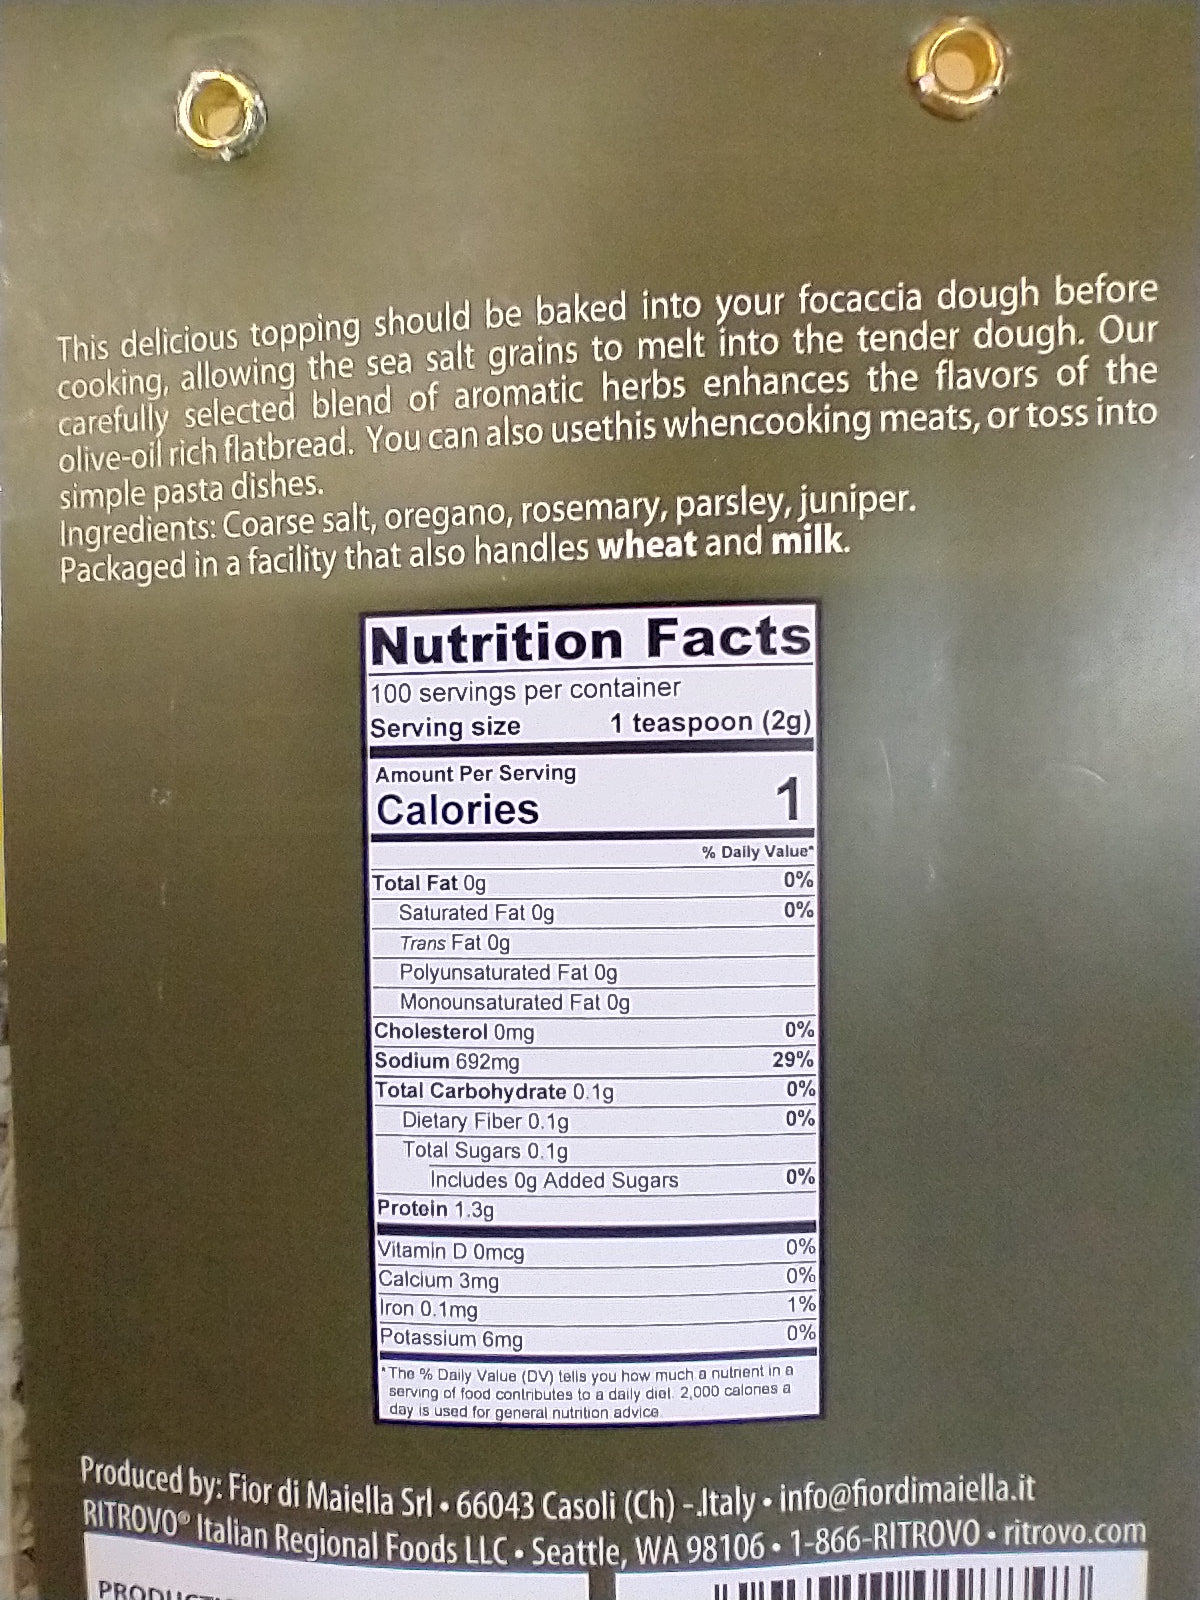 This delicious topping should be baked into your focaccia dough before
cooking, allowing the sea salt grains to melt into the tender dough. Our
carefully selected blend of aromatic herbs enhances the flavors of the
olive-oil rich flatbread. You can also usethis whencooking meats, or toss into
simple pasta dishes.
Ingredients: Coarse salt, oregano, rosemary, parsley, juniper.
Packaged in a facility that also handles wheat and milk.
Nutrition Facts
100 servings per container
Serving size 1 teaspoon (2g)
Amount Per Serving
Calories 1
% Daily Value*
Total Fat 0g 0%
Saturated Fat 0g 0%
Trans Fat 0g
Polyunsaturated Fat 0g
Monounsaturated Fat 0g
Cholesterol 0mg 0%
Sodium 692mg 29%
Total Carbohydrate 0.1g 0%
Dietary Fiber 0.1g 0%
Total Sugars 0.1g
Includes 0g Added Sugars 0%
Protein 1.3g
Vitamin D 0mcg 0%
Calcium 3mg 0%
Iron 0.1mg 1%
Potassium 6mg 0%
*The % Daily Value (DV) tells you how much a nutrient in a
serving of food contributes to a daily diet. 2,000 calories a
day is used for general nutrition advice.
Produced by: Fior di Maiella Srl • 66043 Casoli (Ch) -.Italy • info@fiordimaiella.it
RITROVO® Italian Regional Foods LLC • Seattle, WA 98106 • 1-866-RITROVO • ritrovo.com